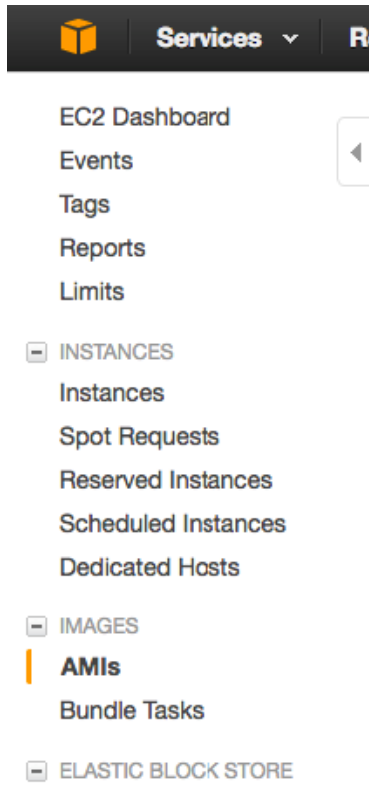 Services R
EC2 Dashboard
Events
Tags
Reports
Limits
INSTANCES
Instances
Spot Requests
Reserved Instances
Scheduled Instances
Dedicated Hosts
IMAGES
AMIs
Bundle Tasks
ELASTIC BLOCK STORE